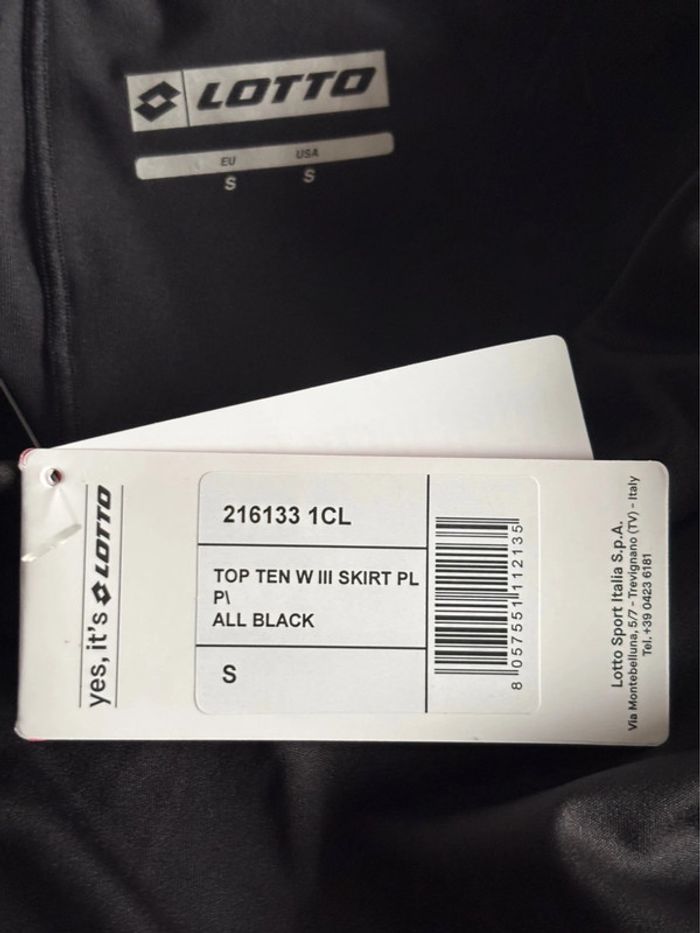 LOTTO
EU USA
S S
yes, it's LOTTO
216133 1CL
TOP TEN W III SKIRT PL
P\
ALL BLACK
S
8 057551 112135
Lotto Sport Italia S.p.A.
Via Montebelluna, 5/7 - Trevignano (TV) - Italy
Tel. +39 0423 6181